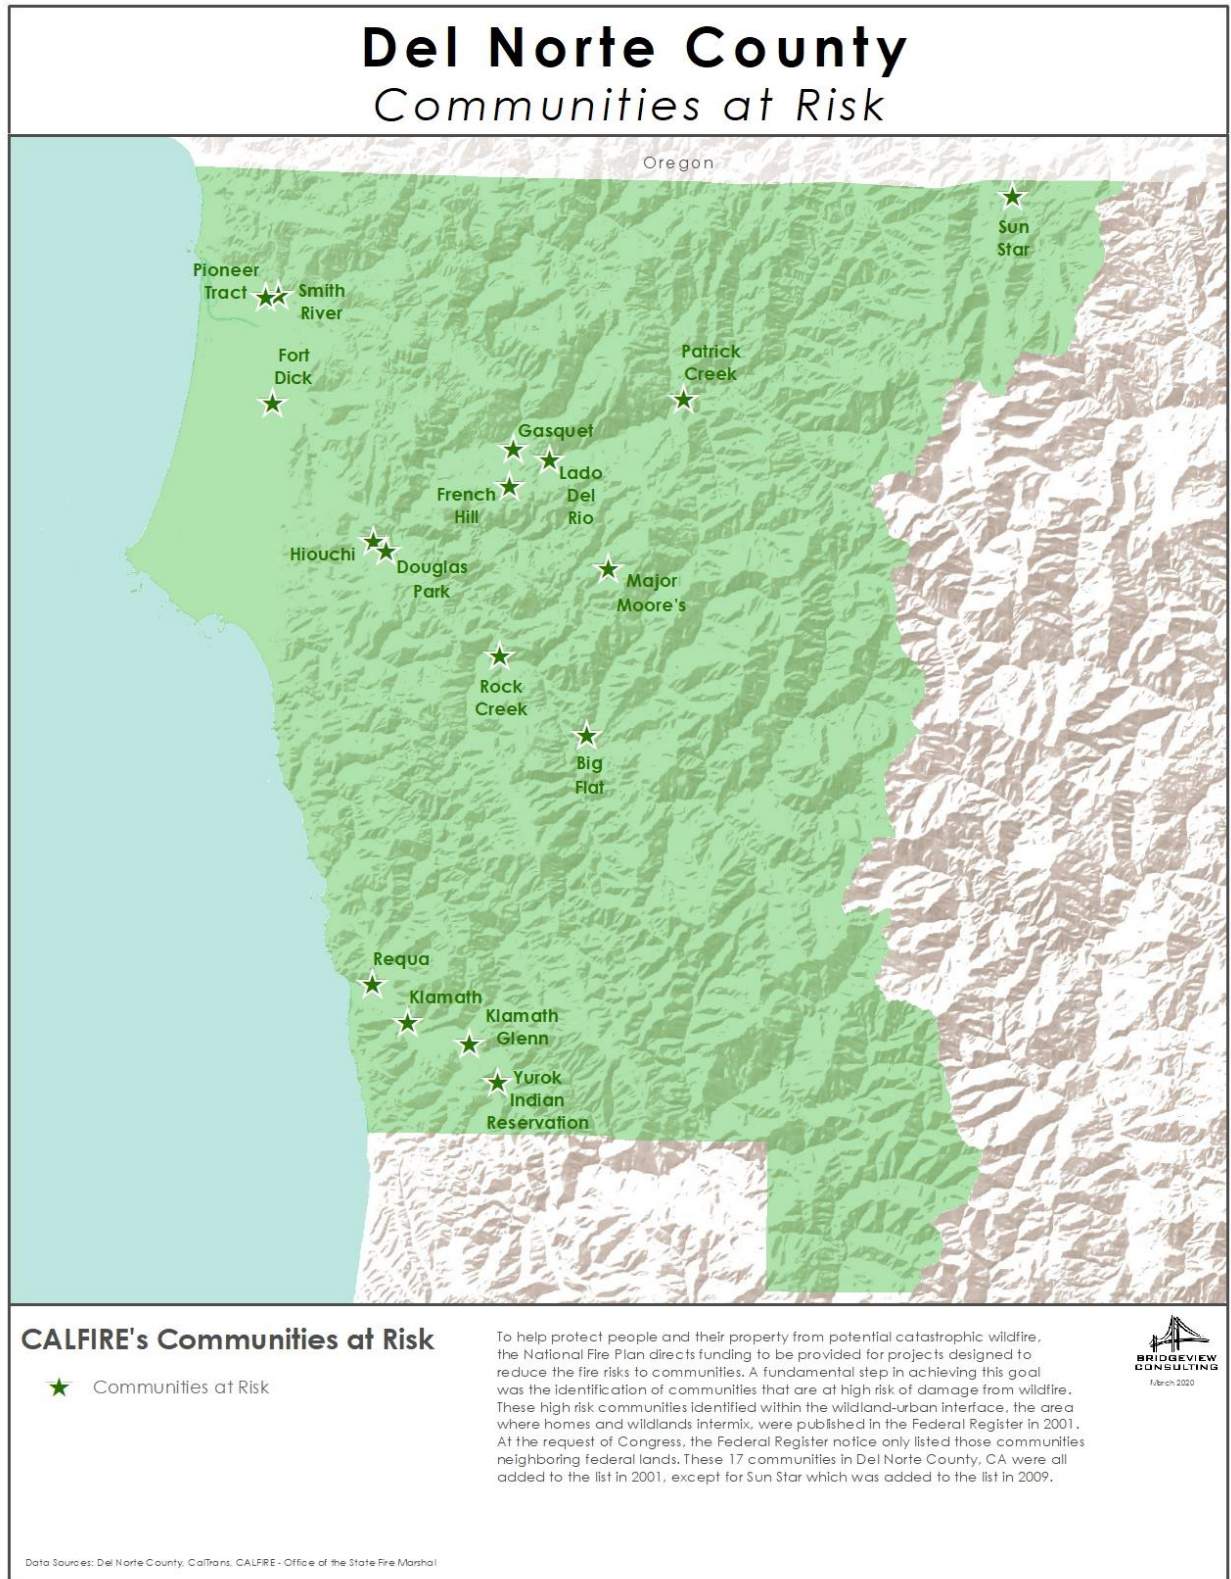 Del Norte County
Communities at Risk
Oregon
Sun
Star
Pioneer
Tract
Smith
River
Fort
Dick
Patrick
Creek
Gasquet
Lado
Del
Rio
French
Hill
Hiouchi
Douglas
Park
Major
Moore's
Rock
Creek
Big
Flat
Requa
Klamath
Klamath
Glenn
Yurok
Indian
Reservation
CALFIRE's Communities at Risk
Communities at Risk
To help protect people and their property from potential catastrophic wildfire,
the National Fire Plan directs funding to be provided for projects designed to
reduce the fire risks to communities. A fundamental step in achieving this goal
was the identification of communities that are at high risk of damage from wildfire.
These high risk communities identified within the wildland-urban interface, the area
where homes and wildlands intermix, were published in the Federal Register in 2001.
At the request of Congress, the Federal Register notice only listed those communities
neighboring federal lands. These 17 communities in Del Norte County, CA were all
added to the list in 2001, except for Sun Star which was added to the list in 2009.
BRIDGEVIEW
CONSULTING
March 2020
Data Sources: Del Norte County, CalTrans, CALFIRE - Office of the State Fire Marshal